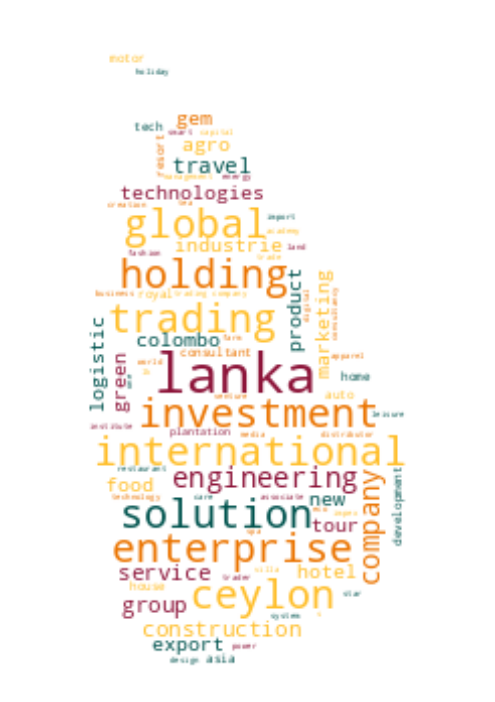 motor
holiday
gem
tech
smart capital
resort
agro
travel
management energy
technologies
creation sea
global
import
academy
industrie
fashion
land
trade
holding
product
marketing
business royal trading company
digital
consultancy
trading
logistic
colombo
farm
green
consultant
apparel
world
lanka
home
venture
auto
investment
leisure
institute
plantation
media
distributor
international
restaurant
engineering
development
food
technology
care
associate
new
company
solution
tour
spa
enterprise
service
trader
villa
hotel
house
ceylon
star
group
system
construction
export
power
design asia